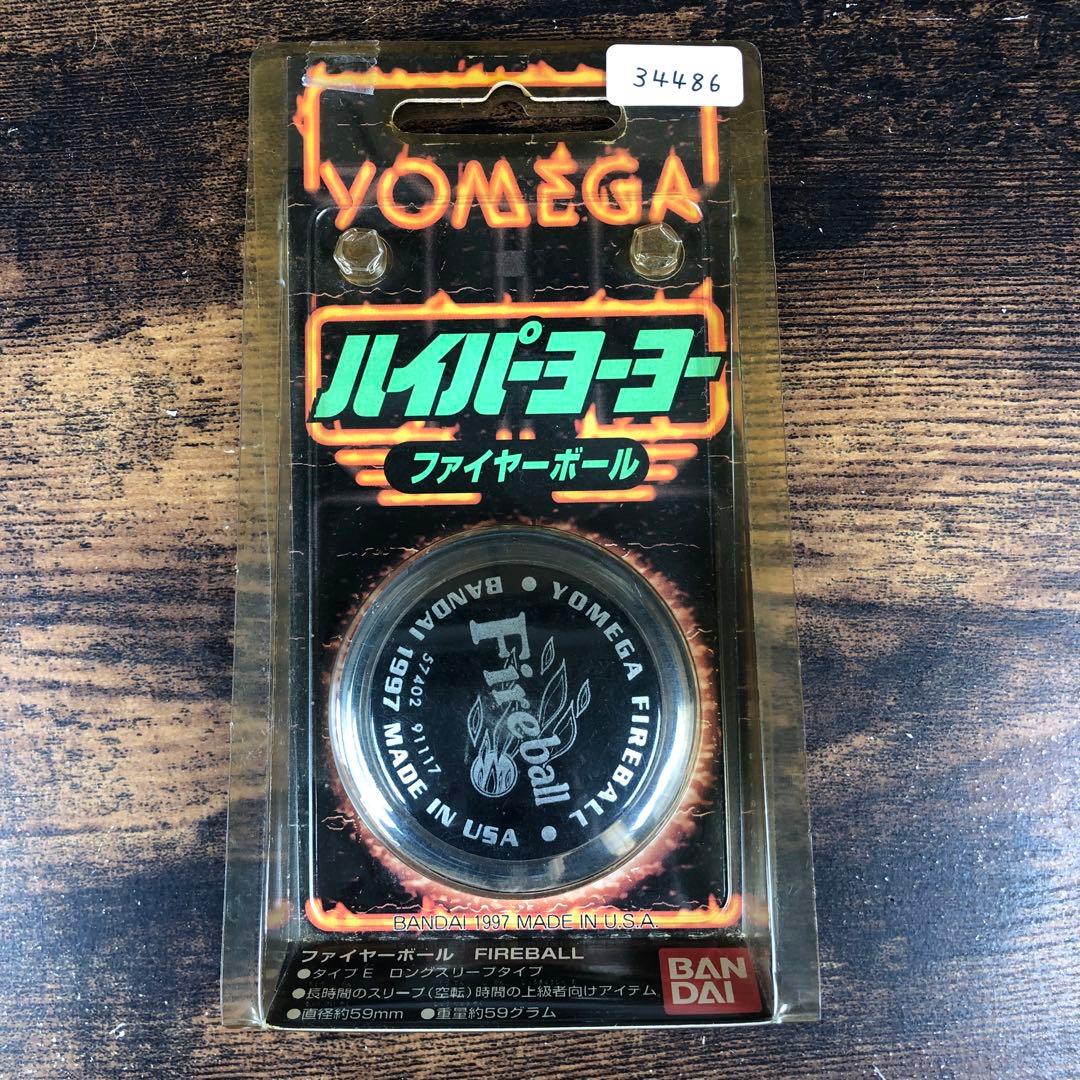 34486
YOMEGA
ハイパーヨーヨー
ファイヤーボール
YOMEGA FIREBALL
BANDAI 1997 MADE IN USA
57402 91117
Fireball
BANDAI 1997 MADE IN U.S.A.
ファイヤーボール FIREBALL
●タイプE ロングスリープタイプ
●長時間のスリープ(空転)時間の上級者向けアイテム
●直径約59mm ●重量約59グラム
BAN
DAI